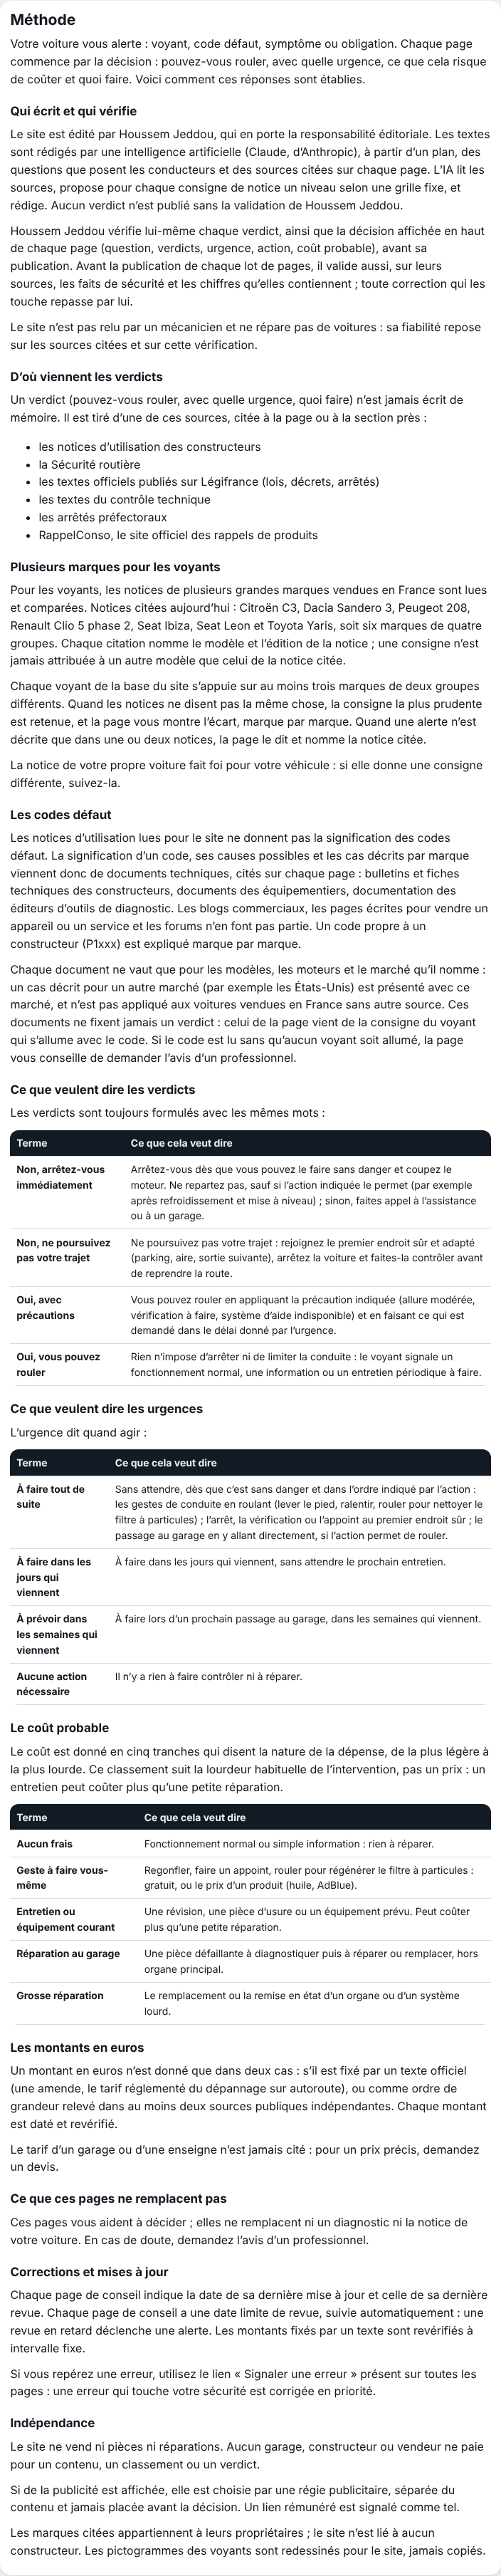 Méthode
Votre voiture vous alerte : voyant, code défaut, symptôme ou obligation. Chaque page
commence par la décision : pouvez-vous rouler, avec quelle urgence, ce que cela risque
de coûter et quoi faire. Voici comment ces réponses sont établies.
Qui écrit et qui vérifie
Le site est édité par Houssem Jeddou, qui en porte la responsabilité éditoriale. Les textes
sont rédigés par une intelligence artificielle (Claude, d’Anthropic), à partir d’un plan, des
questions que posent les conducteurs et des sources citées sur chaque page. L’IA lit les
sources, propose pour chaque consigne de notice un niveau selon une grille fixe, et
rédige. Aucun verdict n’est publié sans la validation de Houssem Jeddou.
Houssem Jeddou vérifie lui-même chaque verdict, ainsi que la décision affichée en haut
de chaque page (question, verdicts, urgence, action, coût probable), avant sa
publication. Avant la publication de chaque lot de pages, il valide aussi, sur leurs
sources, les faits de sécurité et les chiffres qu’elles contiennent ; toute correction qui les
touche repasse par lui.
Le site n’est pas relu par un mécanicien et ne répare pas de voitures : sa fiabilité repose
sur les sources citées et sur cette vérification.
D’où viennent les verdicts
Un verdict (pouvez-vous rouler, avec quelle urgence, quoi faire) n’est jamais écrit de
mémoire. Il est tiré d’une de ces sources, citée à la page ou à la section près :
• les notices d’utilisation des constructeurs
• la Sécurité routière
• les textes officiels publiés sur Légifrance (lois, décrets, arrêtés)
• les textes du contrôle technique
• les arrêtés préfectoraux
• RappelConso, le site officiel des rappels de produits
Plusieurs marques pour les voyants
Pour les voyants, les notices de plusieurs grandes marques vendues en France sont lues
et comparées. Notices citées aujourd’hui : Citroën C3, Dacia Sandero 3, Peugeot 208,
Renault Clio 5 phase 2, Seat Ibiza, Seat Leon et Toyota Yaris, soit six marques de quatre
groupes. Chaque citation nomme le modèle et l’édition de la notice ; une consigne n’est
jamais attribuée à un autre modèle que celui de la notice citée.
Chaque voyant de la base du site s’appuie sur au moins trois marques de deux groupes
différents. Quand les notices ne disent pas la même chose, la consigne la plus prudente
est retenue, et la page vous montre l’écart, marque par marque. Quand une alerte n’est
décrite que dans une ou deux notices, la page le dit et nomme la notice citée.
La notice de votre propre voiture fait foi pour votre véhicule : si elle donne une consigne
différente, suivez-la.
Les codes défaut
Les notices d’utilisation lues pour le site ne donnent pas la signification des codes
défaut. La signification d’un code, ses causes possibles et les cas décrits par marque
viennent donc de documents techniques, cités sur chaque page : bulletins et fiches
techniques des constructeurs, documents des équipementiers, documentation des
éditeurs d’outils de diagnostic. Les blogs commerciaux, les pages écrites pour vendre un
appareil ou un service et les forums n’en font pas partie. Un code propre à un
constructeur (P1xxx) est expliqué marque par marque.
Chaque document ne vaut que pour les modèles, les moteurs et le marché qu’il nomme :
un cas décrit pour un autre marché (par exemple les États-Unis) est présenté avec ce
marché, et n’est pas appliqué aux voitures vendues en France sans autre source. Ces
documents ne fixent jamais un verdict : celui de la page vient de la consigne du voyant
qui s’allume avec le code. Si le code est lu sans qu’aucun voyant soit allumé, la page
vous conseille de demander l’avis d’un professionnel.
Ce que veulent dire les verdicts
Les verdicts sont toujours formulés avec les mêmes mots :
Terme Ce que cela veut dire
Non, arrêtez-vous Arrêtez-vous dès que vous pouvez le faire sans danger et coupez le
immédiatement moteur. Ne repartez pas, sauf si l’action indiquée le permet (par exemple
après refroidissement et mise à niveau) ; sinon, faites appel à l’assistance
ou à un garage.
Non, ne poursuivez Ne poursuivez pas votre trajet : rejoignez le premier endroit sûr et adapté
pas votre trajet (parking, aire, sortie suivante), arrêtez la voiture et faites-la contrôler avant
de reprendre la route.
Oui, avec Vous pouvez rouler en appliquant la précaution indiquée (allure modérée,
précautions vérification à faire, système d’aide indisponible) et en faisant ce qui est
demandé dans le délai donné par l’urgence.
Oui, vous pouvez Rien n’impose d’arrêter ni de limiter la conduite : le voyant signale un
rouler fonctionnement normal, une information ou un entretien périodique à faire.
Ce que veulent dire les urgences
L’urgence dit quand agir :
Terme Ce que cela veut dire
À faire tout de Sans attendre, dès que c’est sans danger et dans l’ordre indiqué par l’action :
suite les gestes de conduite en roulant (lever le pied, ralentir, rouler pour nettoyer le
filtre à particules) ; l’arrêt, la vérification ou l’appoint au premier endroit sûr ; le
passage au garage en y allant directement, si l’action permet de rouler.
À faire dans les À faire dans les jours qui viennent, sans attendre le prochain entretien.
jours qui
viennent
À prévoir dans À faire lors d’un prochain passage au garage, dans les semaines qui viennent.
les semaines qui
viennent
Aucune action Il n’y a rien à faire contrôler ni à réparer.
nécessaire
Le coût probable
Le coût est donné en cinq tranches qui disent la nature de la dépense, de la plus légère à
la plus lourde. Ce classement suit la lourdeur habituelle de l’intervention, pas un prix : un
entretien peut coûter plus qu’une petite réparation.
Terme Ce que cela veut dire
Aucun frais Fonctionnement normal ou simple information : rien à réparer.
Geste à faire vous- Regonfler, faire un appoint, rouler pour régénérer le filtre à particules :
même gratuit, ou le prix d’un produit (huile, AdBlue).
Entretien ou Une révision, une pièce d’usure ou un équipement prévu. Peut coûter
équipement courant plus qu’une petite réparation.
Réparation au garage Une pièce défaillante à diagnostiquer puis à réparer ou remplacer, hors
organe principal.
Grosse réparation Le remplacement ou la remise en état d’un organe ou d’un système
lourd.
Les montants en euros
Un montant en euros n’est donné que dans deux cas : s’il est fixé par un texte officiel
(une amende, le tarif réglementé du dépannage sur autoroute), ou comme ordre de
grandeur relevé dans au moins deux sources publiques indépendantes. Chaque montant
est daté et revérifié.
Le tarif d’un garage ou d’une enseigne n’est jamais cité : pour un prix précis, demandez
un devis.
Ce que ces pages ne remplacent pas
Ces pages vous aident à décider ; elles ne remplacent ni un diagnostic ni la notice de
votre voiture. En cas de doute, demandez l’avis d’un professionnel.
Corrections et mises à jour
Chaque page de conseil indique la date de sa dernière mise à jour et celle de sa dernière
revue. Chaque page de conseil a une date limite de revue, suivie automatiquement : une
revue en retard déclenche une alerte. Les montants fixés par un texte sont revérifiés à
intervalle fixe.
Si vous repérez une erreur, utilisez le lien « Signaler une erreur » présent sur toutes les
pages : une erreur qui touche votre sécurité est corrigée en priorité.
Indépendance
Le site ne vend ni pièces ni réparations. Aucun garage, constructeur ou vendeur ne paie
pour un contenu, un classement ou un verdict.
Si de la publicité est affichée, elle est choisie par une régie publicitaire, séparée du
contenu et jamais placée avant la décision. Un lien rémunéré est signalé comme tel.
Les marques citées appartiennent à leurs propriétaires ; le site n’est lié à aucun
constructeur. Les pictogrammes des voyants sont redessinés pour le site, jamais copiés.